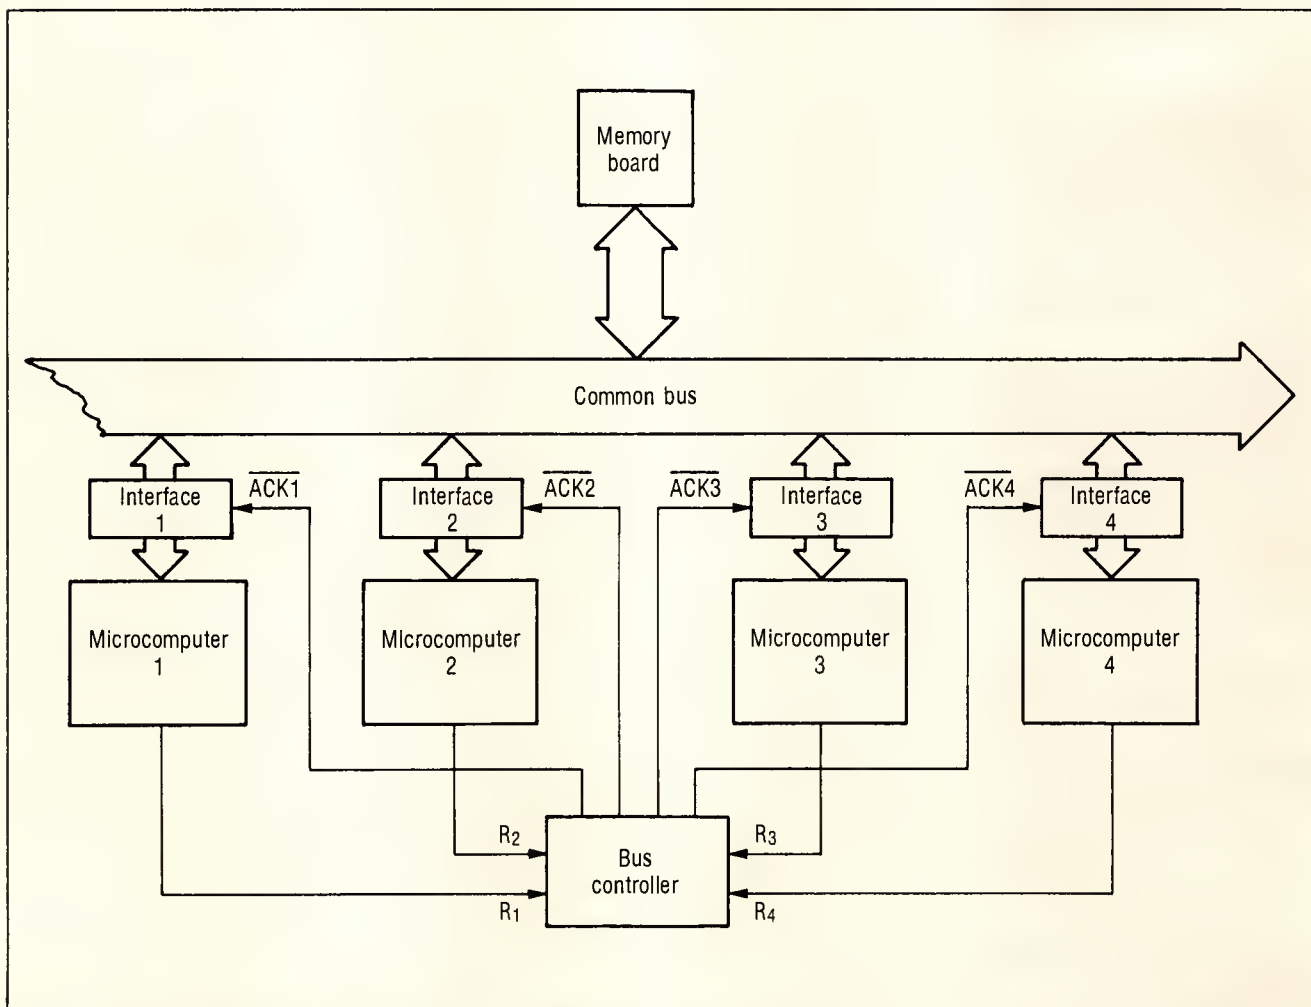 Memory
board
Common bus
Interface
1
ACK1
Interface
2
ACK2
ACK3
Interface
3
ACK4
Interface
4
Microcomputer
1
MIcrocomputer
2
Microcomputer
3
Microcomputer
4
R2
R3
Bus
controller
R1
R4